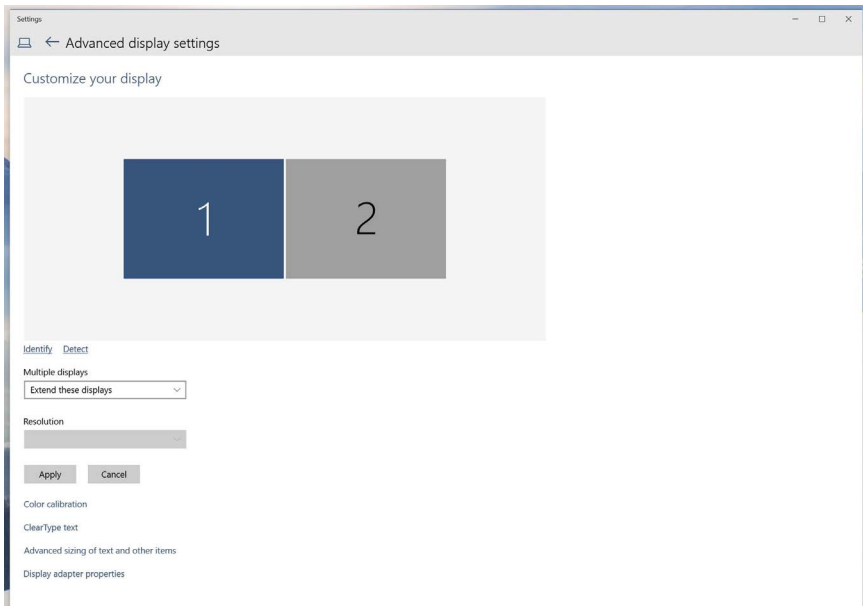 Settings
Advanced display settings
Customize your display
1 2
Identify Detect
Multiple displays
Extend these displays
Resolution
Apply Cancel
Color calibration
ClearType text
Advanced sizing of text and other items
Display adapter properties